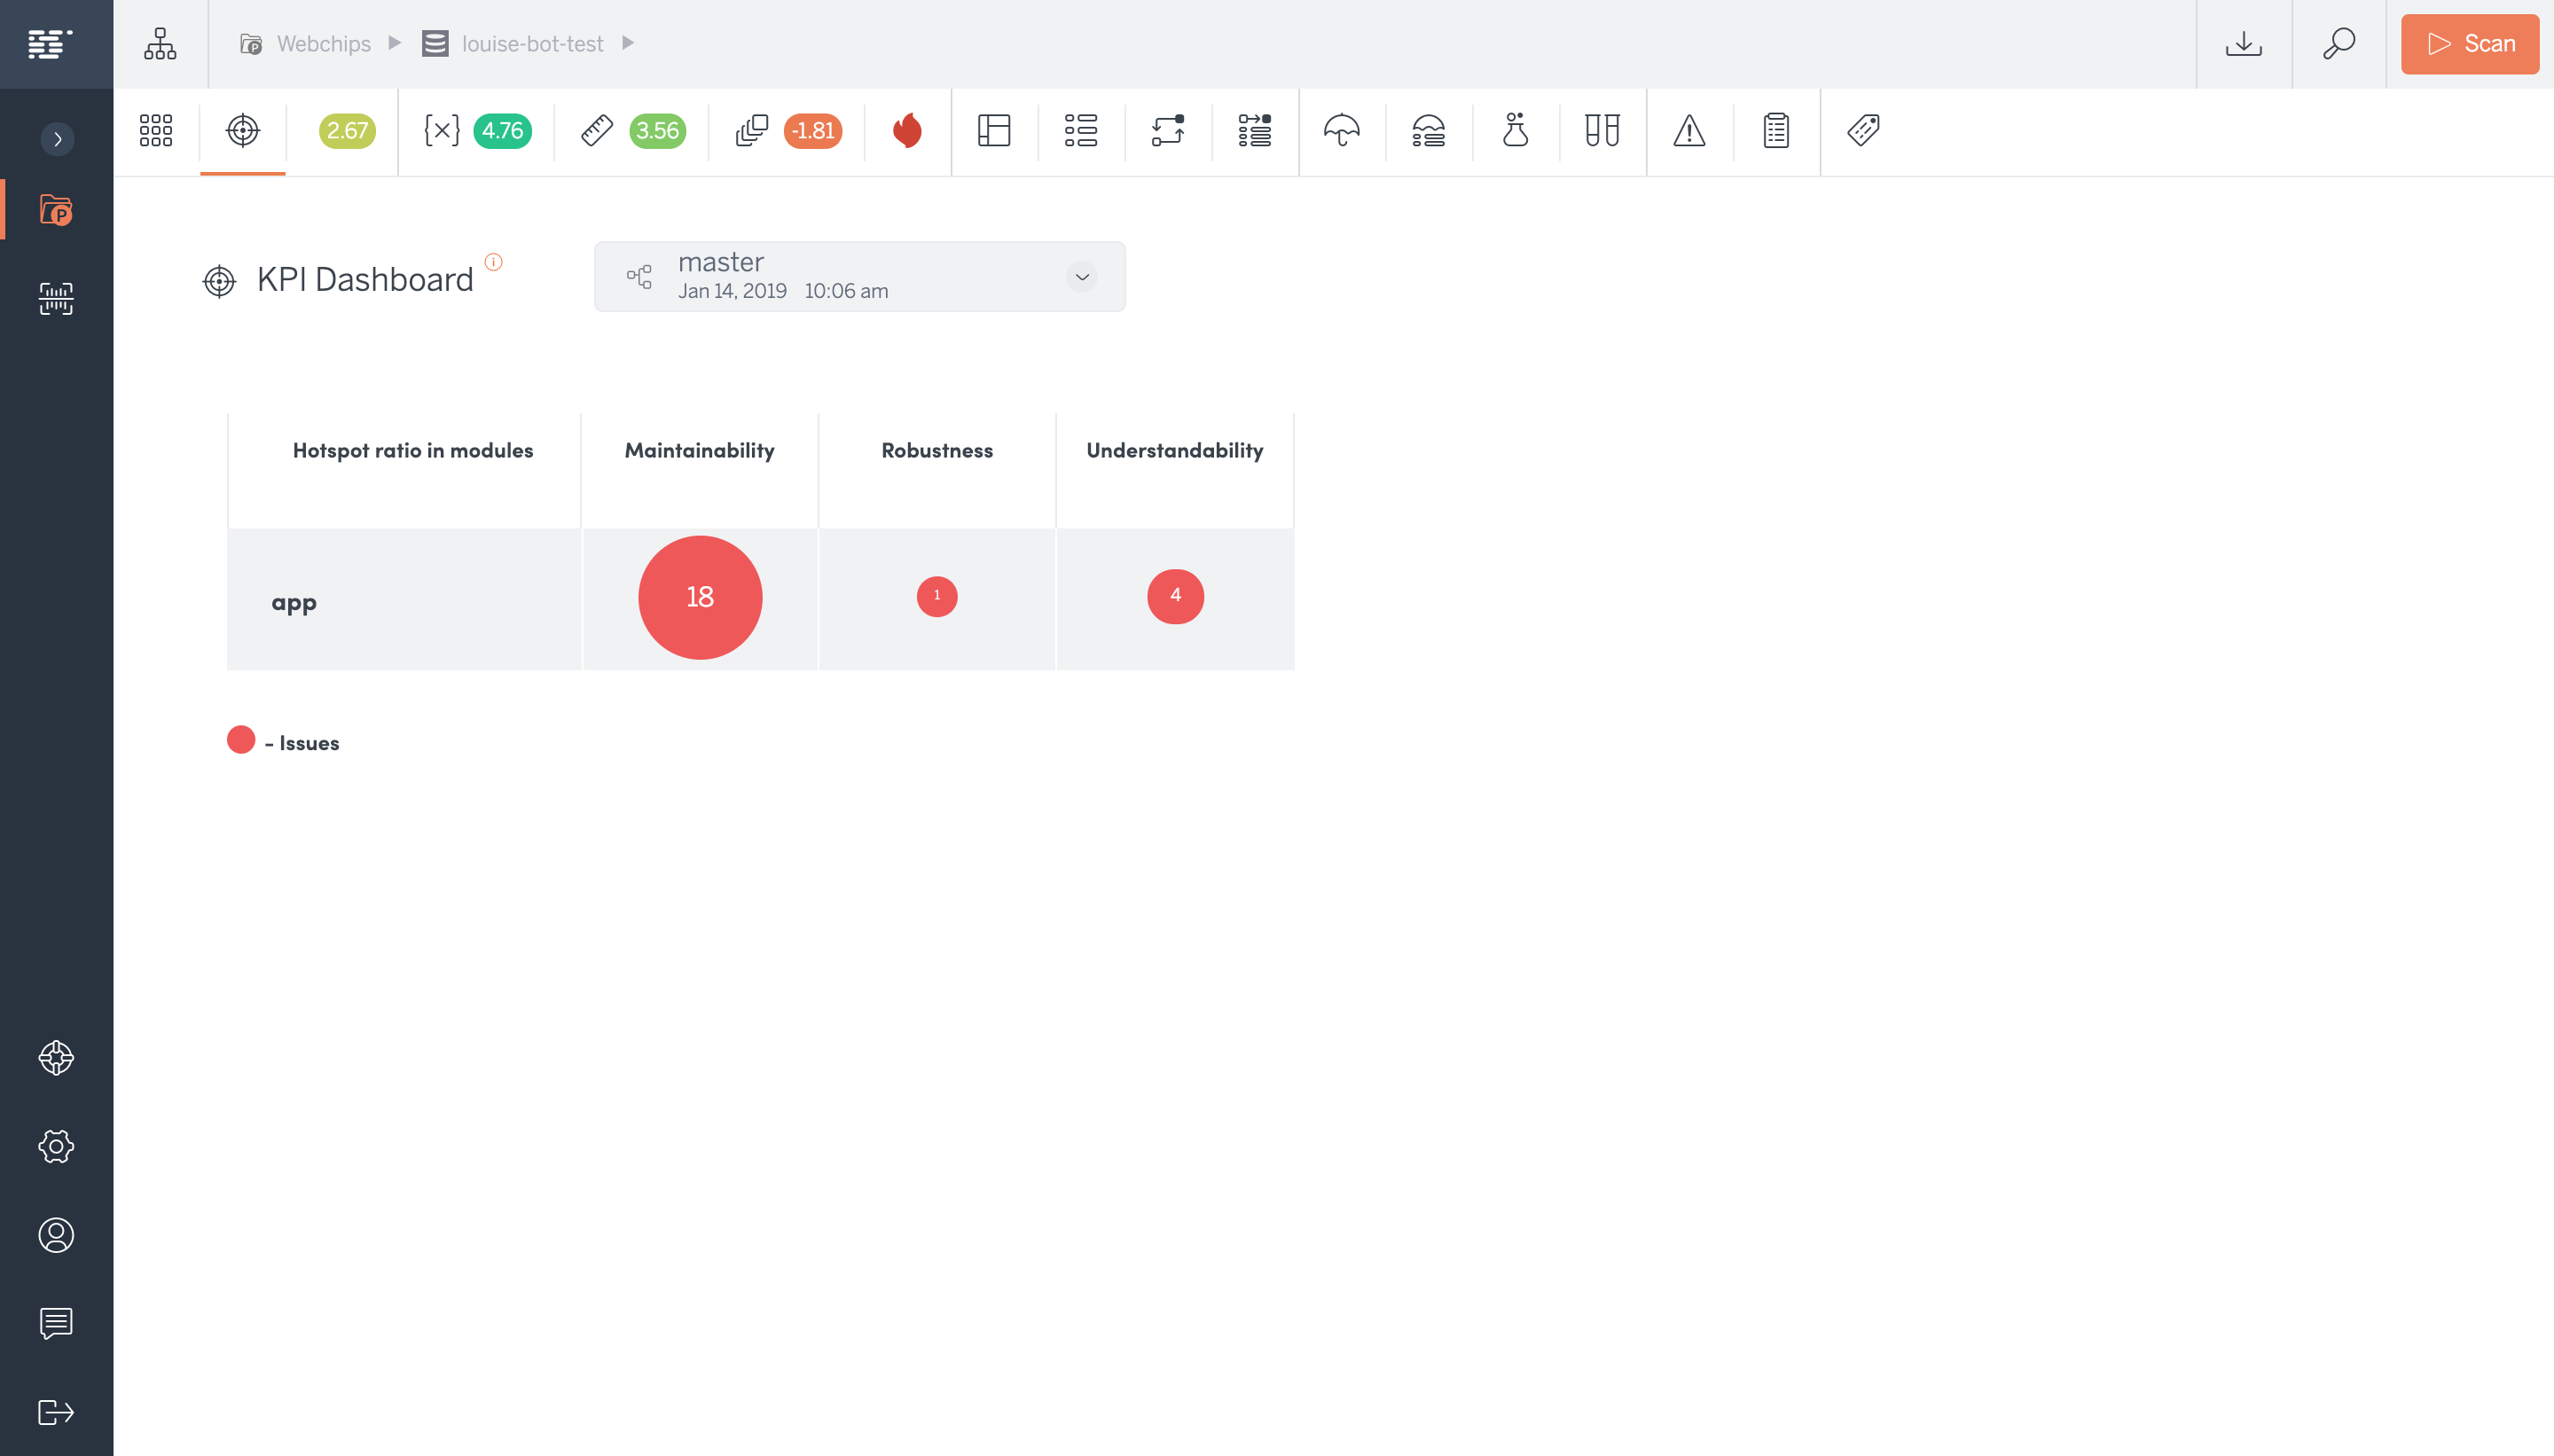 Webchips louise-bot-test
Scan
2.67 {×} 4.76 3.56 -1.81
KPI Dashboard
master
Jan 14, 2019 10:06 am
Hotspot ratio in modules Maintainability Robustness Understandability
app 18 1 4
- Issues